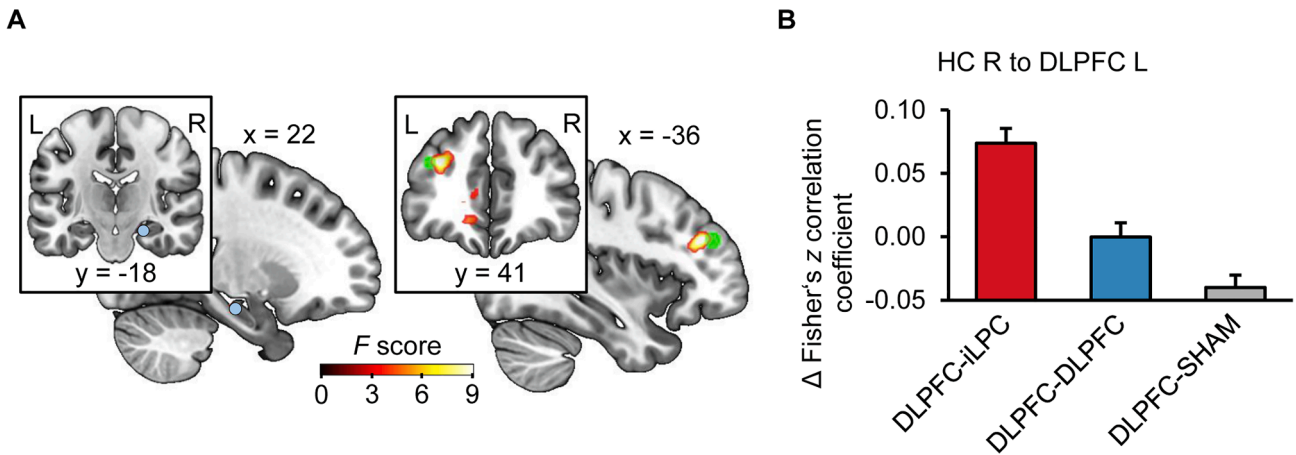 A
L
R
x = 22
y = -18
L
R
x = -36
y = 41
F score
0 3 6 9
B
HC R to DLPFC L
Δ Fisher‘s z correlation
coefficient
0.10
0.05
0.00
-0.05
DLPFC-iLPC
DLPFC-DLPFC
DLPFC-SHAM